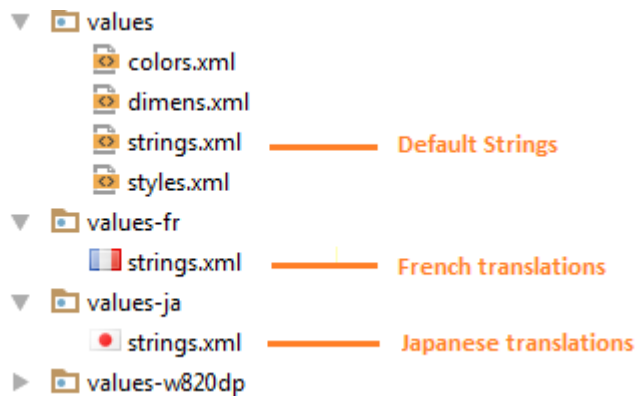 values
colors.xml
dimens.xml
strings.xml Default Strings
styles.xml
values-fr
strings.xml French translations
values-ja
strings.xml Japanese translations
values-w820dp